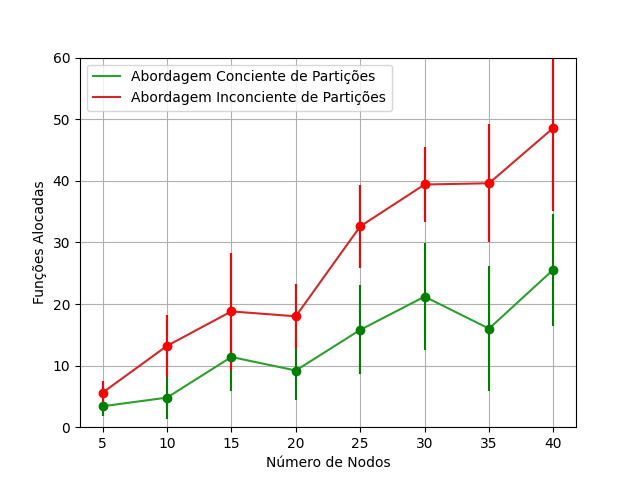 60
50
40
30
20
10
0
Funções Alocadas
Abordagem Conciente de Partições
Abordagem Inconciente de Partições
5 10 15 20 25 30 35 40
Número de Nodos